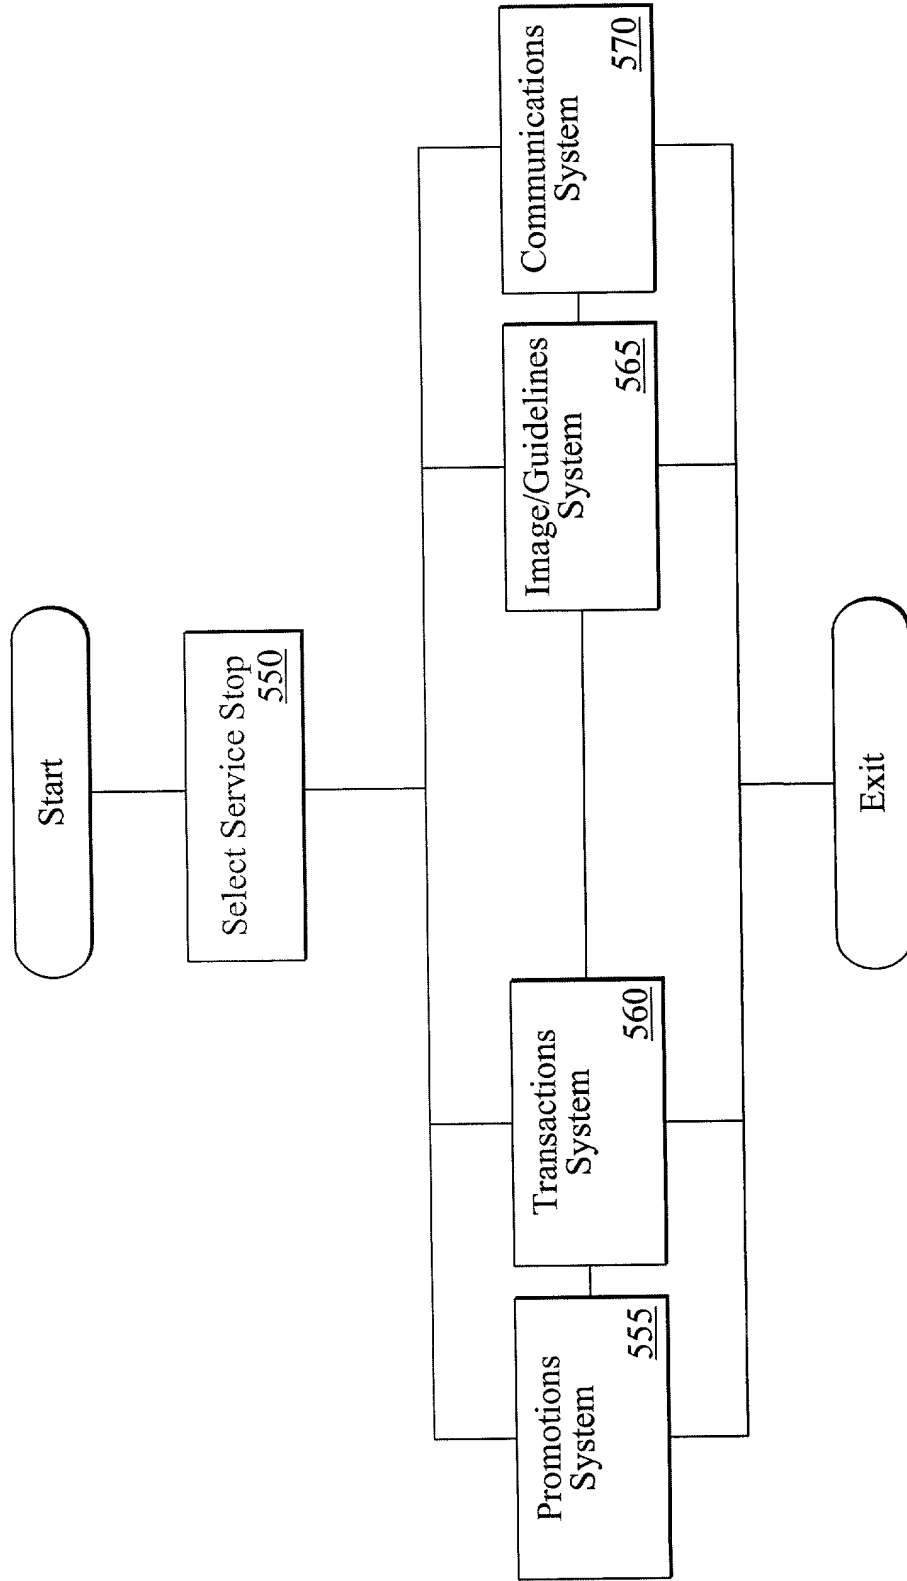 Start
Select Service Stop
550
Promotions
System
555
Transactions
System
560
Image/Guidelines
System
565
Communications
System
570
Exit